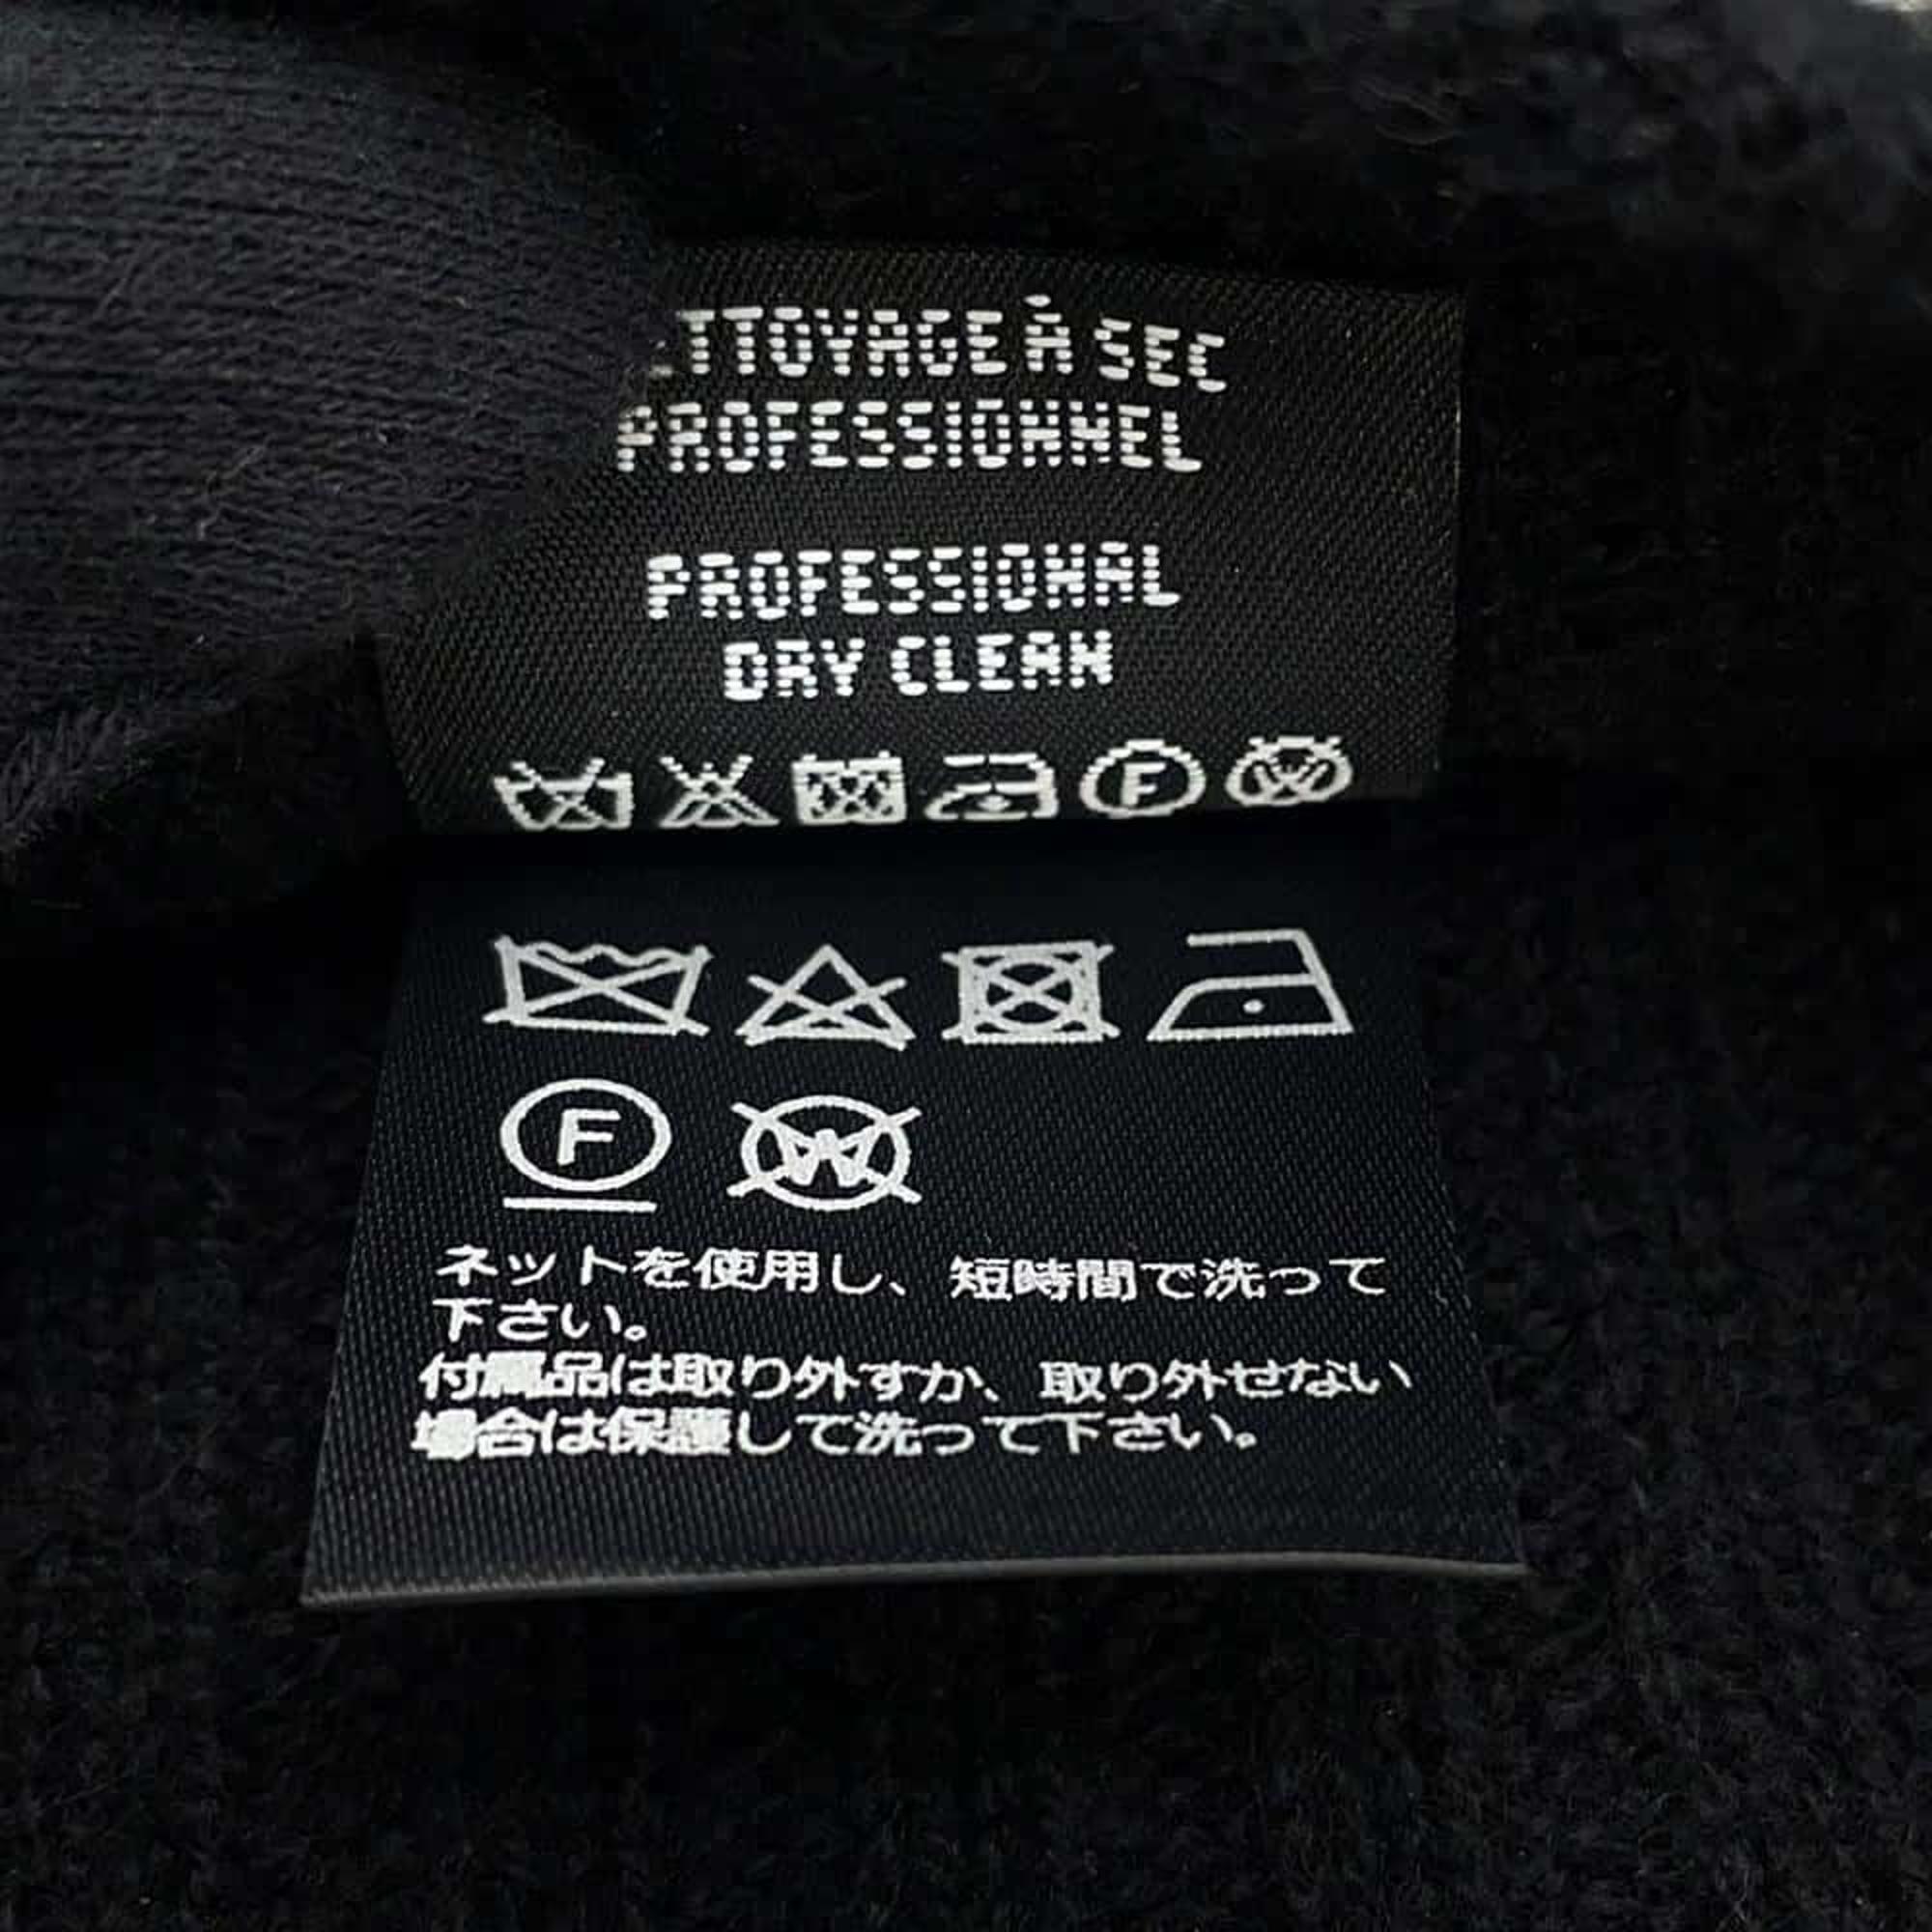 TTOYAGE À SEC
PROFESSIONNEL
PROFESSIONAL
DRY CLEAN
F W
F W
ネットを使用し、短時間で洗って
下さい。
付属品は取り外すか、取り外せない
場合は保護して洗って下さい。